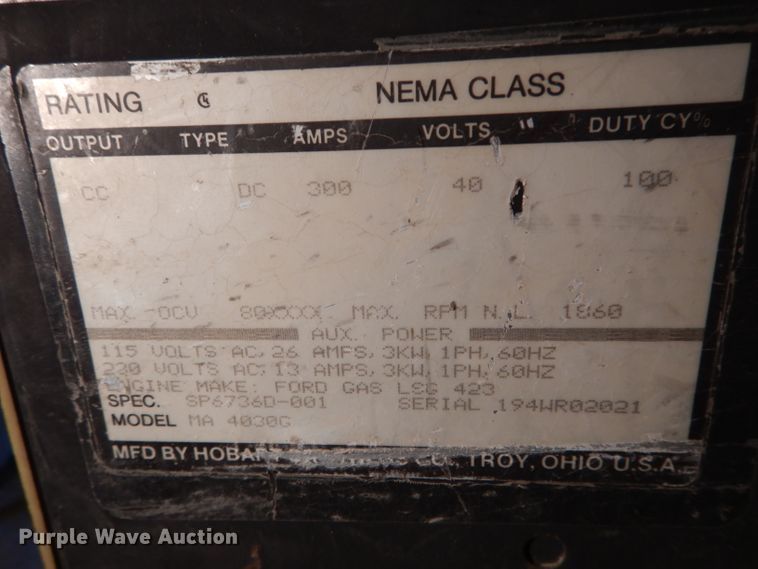 RATING NEMA CLASS
OUTPUT TYPE AMPS VOLTS DUTY CY%
CC DC 300 40 100
MAX OCV 80XXXX MAX. RPM N.L. 1860
AUX. POWER
115 VOLTS AC, 26 AMPS, 3KW, 1PH, 60HZ
230 VOLTS AC, 13 AMPS, 3KW, 1PH, 60HZ
ENGINE MAKE: FORD GAS LSG 423
SPEC. SP6736D-001 SERIAL 194WR02021
MODEL MA 4030G
MFD BY CO., TROY, OHIO U.S.A.
Purple Wave Auction